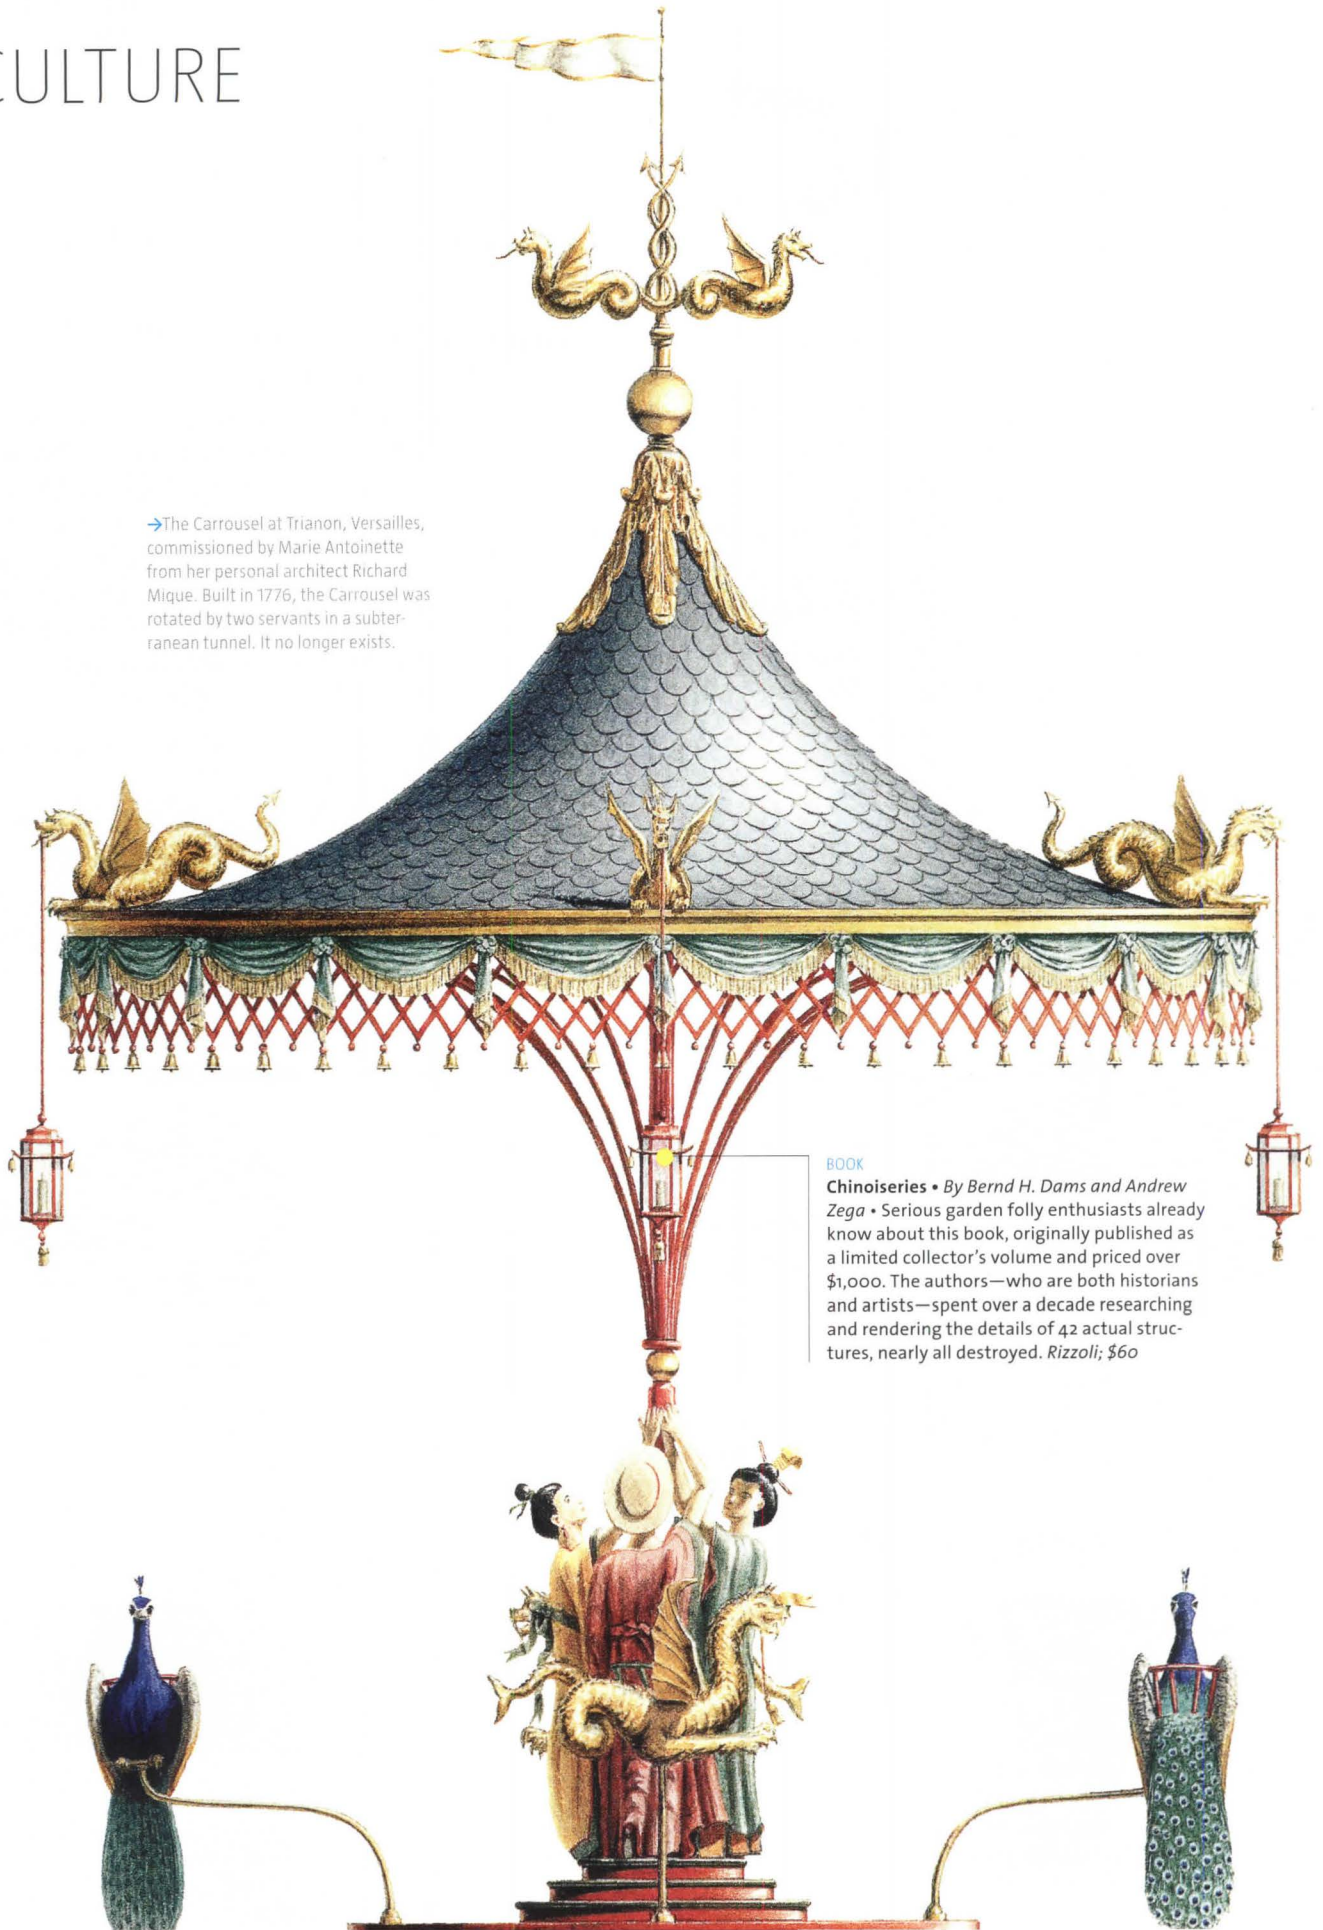 CULTURE
→The Carrousel at Trianon, Versailles,
commissioned by Marie Antoinette
from her personal architect Richard
Mique. Built in 1776, the Carrousel was
rotated by two servants in a subter-
ranean tunnel. It no longer exists.
BOOK
Chinoiseries • By Bernd H. Dams and Andrew
Zega • Serious garden folly enthusiasts already
know about this book, originally published as
a limited collector's volume and priced over
$1,000. The authors—who are both historians
and artists—spent over a decade researching
and rendering the details of 42 actual struc-
tures, nearly all destroyed. Rizzoli; $60